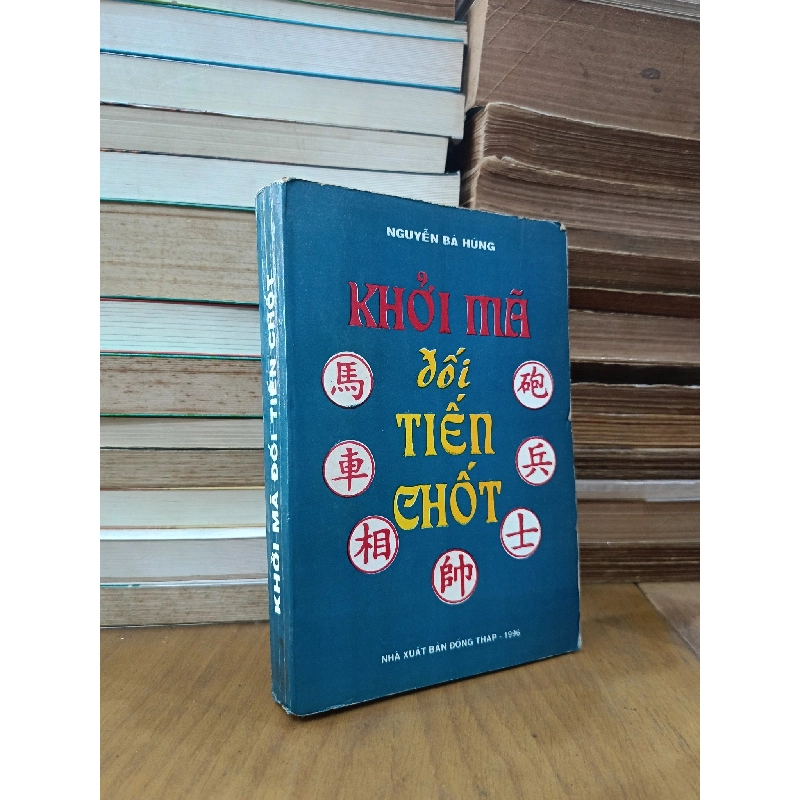 NGUYỄN BÁ HÙNG
KHỞI MÃ
đối
TIẾN
CHỐT
馬
砲
車
兵
相
士
帥
NHÀ XUẤT BẢN ĐỒNG THÁP - 1996
KHỞI MÃ ĐỐI TIẾN CHỐT